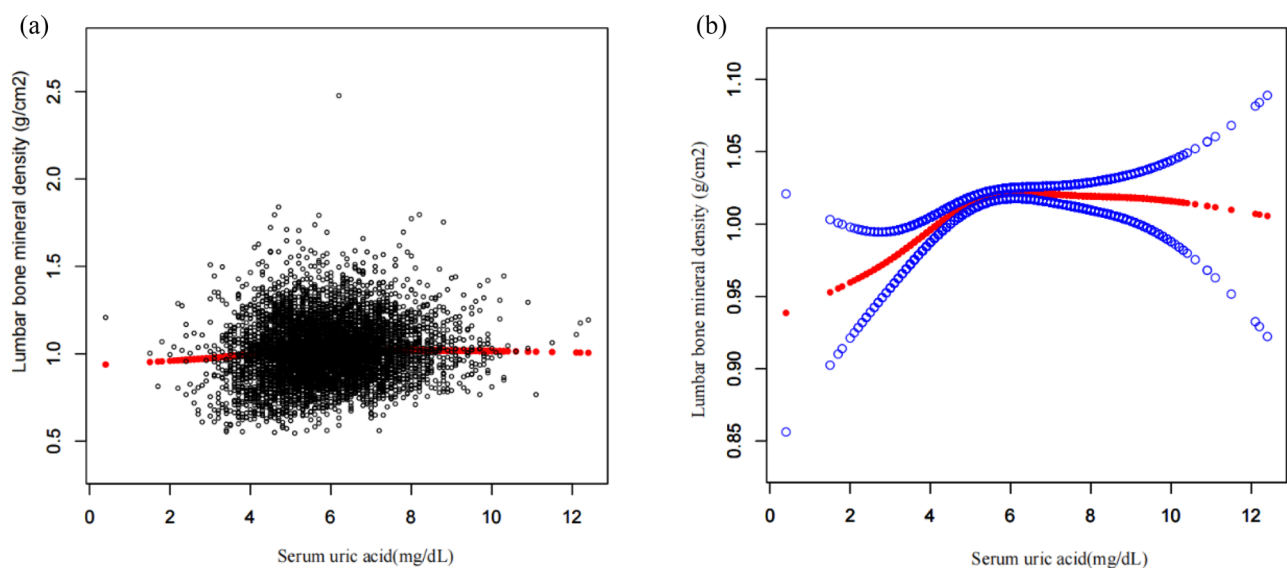 (a)
Lumbar bone mineral density (g/cm2)
2.5
2.0
1.5
1.0
0.5
0 2 4 6 8 10 12
Serum uric acid(mg/dL)
(b)
Lumbar bone mineral density (g/cm2)
1.10
1.05
1.00
0.95
0.90
0.85
0 2 4 6 8 10 12
Serum uric acid(mg/dL)